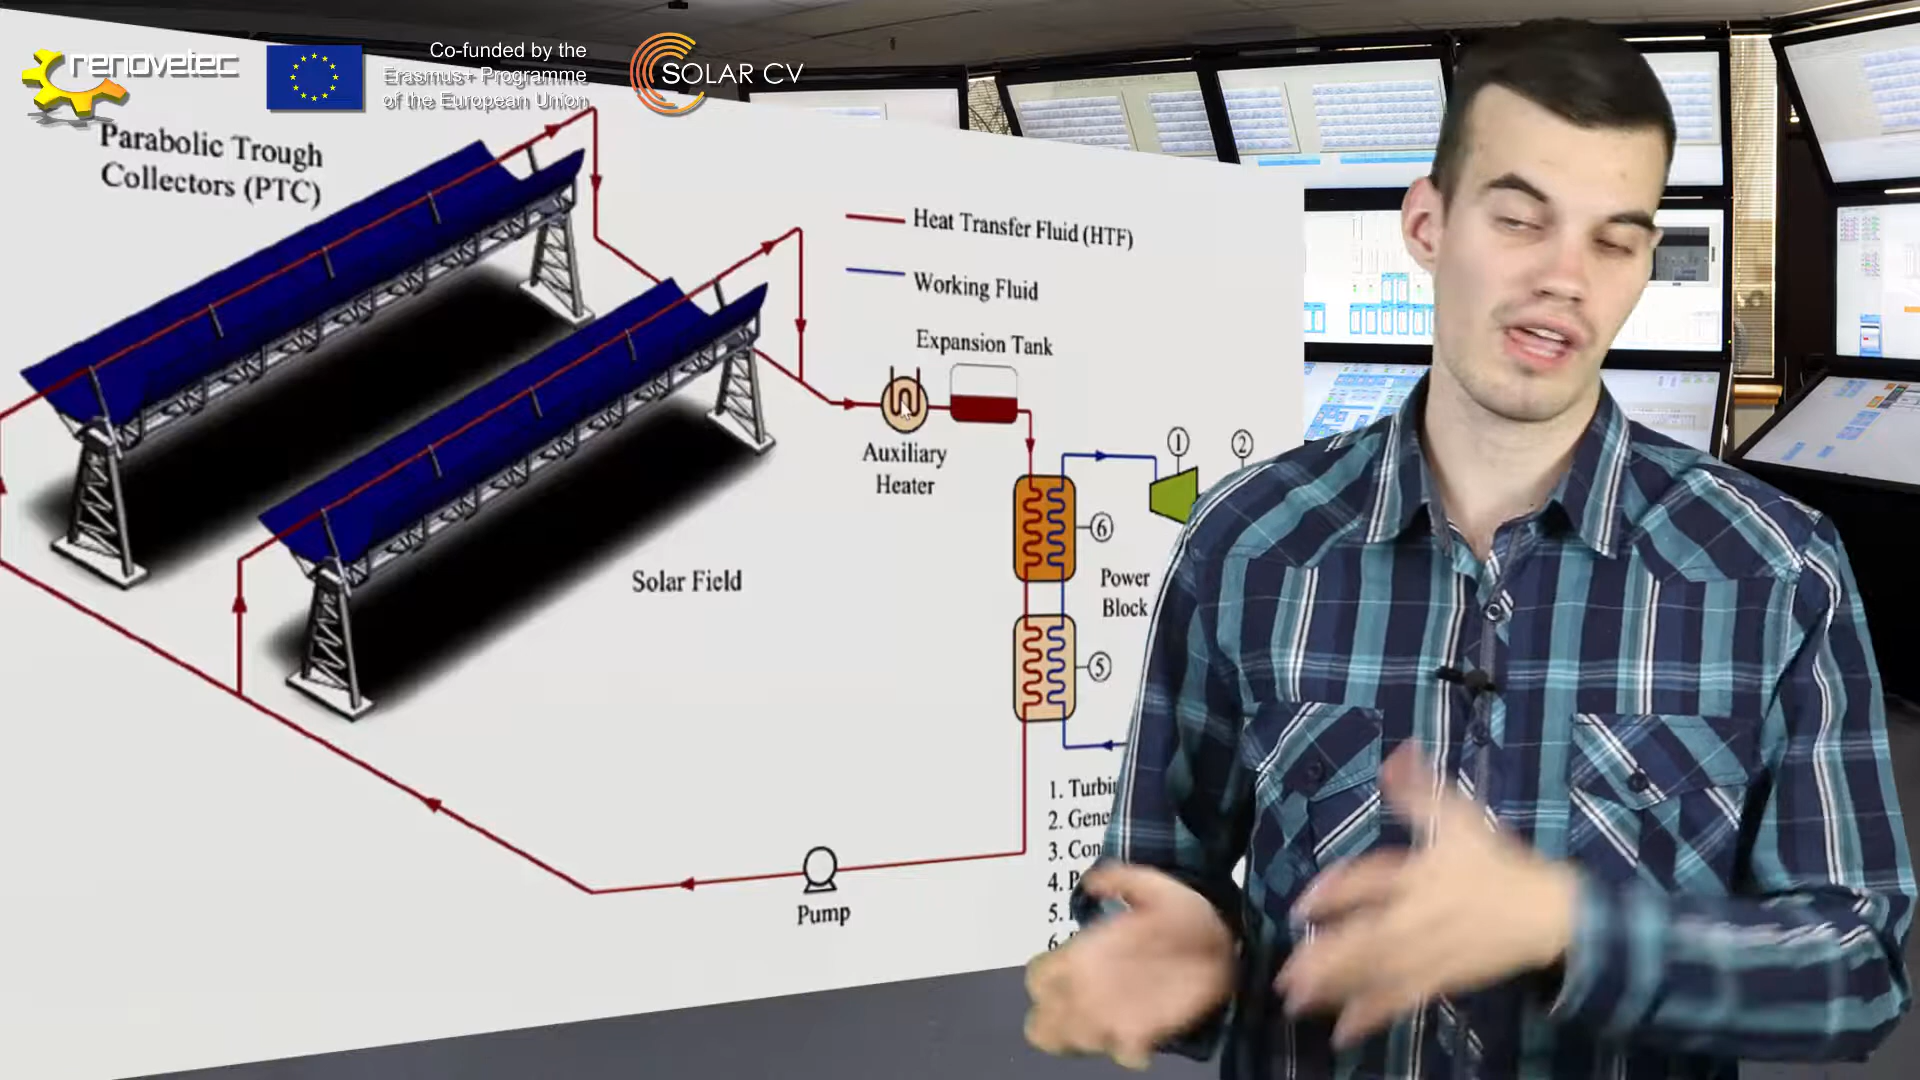 renovetec
Co-funded by the
Erasmus+ Programme
of the European Union
SOLAR CV
Parabolic Trough
Collectors (PTC)
Heat Transfer Fluid (HTF)
Working Fluid
Expansion Tank
Auxiliary
Heater
1
2
6
Power
Block
5
Solar Field
Pump
1. Turbi
2. Gene
3. Con
4. P
5.
6.